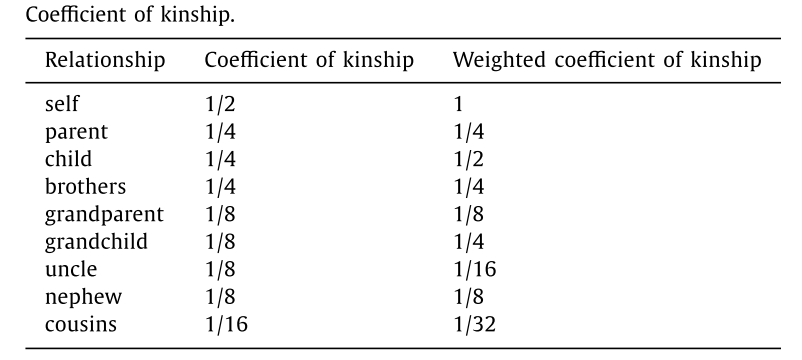 Coefficient of kinship.
Relationship Coefficient of kinship Weighted coefficient of kinship
self 1/2 1
parent 1/4 1/4
child 1/4 1/2
brothers 1/4 1/4
grandparent 1/8 1/8
grandchild 1/8 1/4
uncle 1/8 1/16
nephew 1/8 1/8
cousins 1/16 1/32